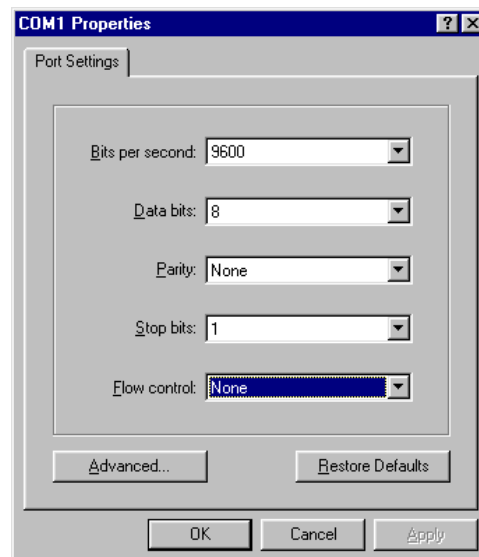 COM1 Properties
Port Settings
Bits per second: 9600
Data bits: 8
Parity: None
Stop bits: 1
Flow control: None
Advanced... Restore Defaults
OK Cancel Apply